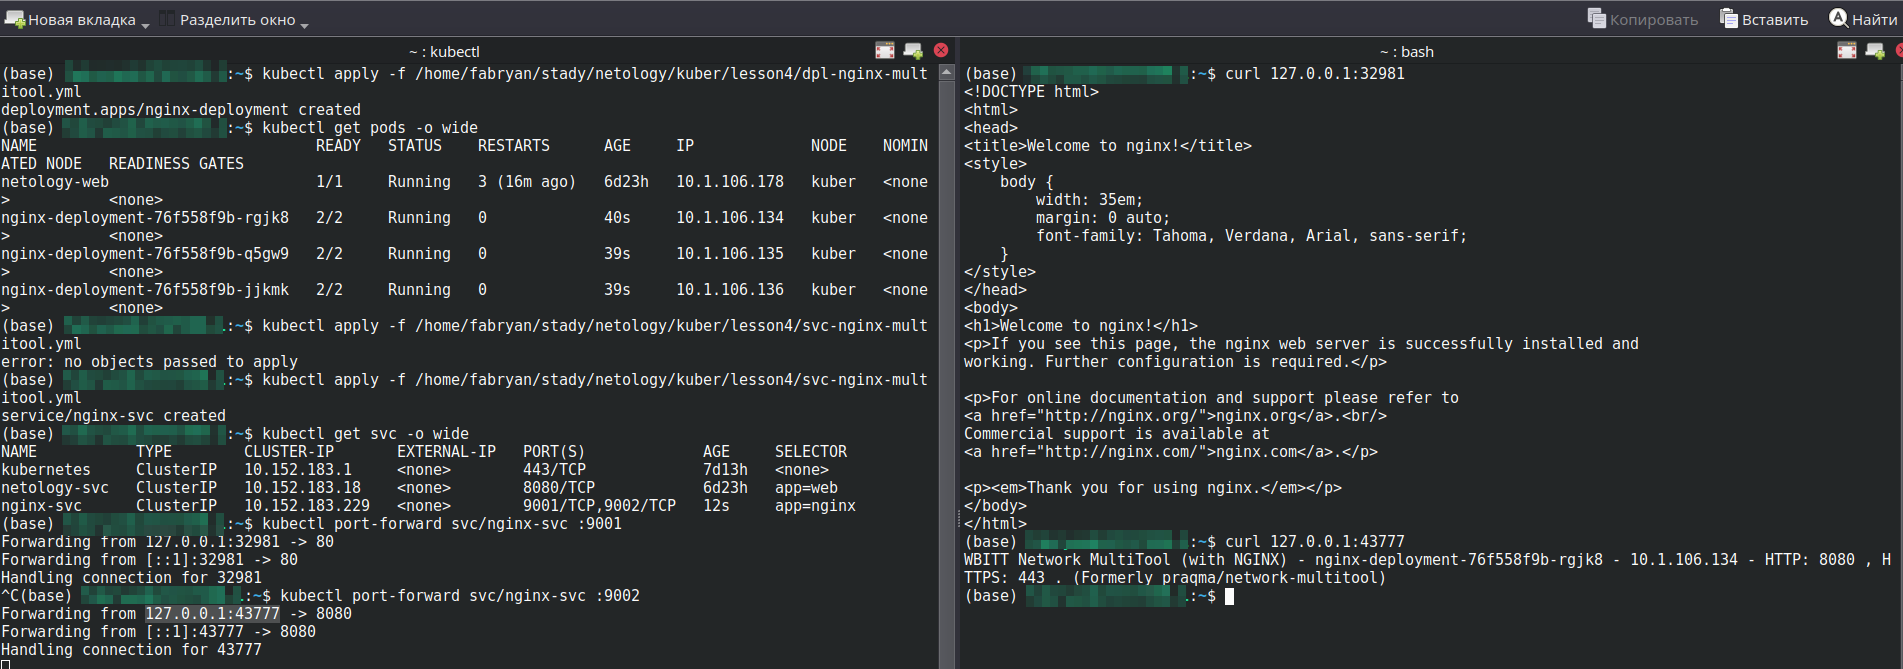 Новая вкладка Разделить окно Копировать Вставить Найти
~ : kubectl
(base) :~$ kubectl apply -f /home/fabryan/stady/netology/kuber/lesson4/dpl-nginx-mult
itool.yml
deployment.apps/nginx-deployment created
(base) :~$ kubectl get pods -o wide
NAME READY STATUS RESTARTS AGE IP NODE NOMIN
ATED NODE READINESS GATES
netology-web 1/1 Running 3 (16m ago) 6d23h 10.1.106.178 kuber <none
> <none>
nginx-deployment-76f558f9b-rgjk8 2/2 Running 0 40s 10.1.106.134 kuber <none
> <none>
nginx-deployment-76f558f9b-q5gw9 2/2 Running 0 39s 10.1.106.135 kuber <none
> <none>
nginx-deployment-76f558f9b-jjkmk 2/2 Running 0 39s 10.1.106.136 kuber <none
> <none>
(base) :~$ kubectl apply -f /home/fabryan/stady/netology/kuber/lesson4/svc-nginx-mult
itool.yml
error: no objects passed to apply
(base) :~$ kubectl apply -f /home/fabryan/stady/netology/kuber/lesson4/svc-nginx-mult
itool.yml
service/nginx-svc created
(base) :~$ kubectl get svc -o wide
NAME TYPE CLUSTER-IP EXTERNAL-IP PORT(S) AGE SELECTOR
kubernetes ClusterIP 10.152.183.1 <none> 443/TCP 7d13h <none>
netology-svc ClusterIP 10.152.183.18 <none> 8080/TCP 6d23h app=web
nginx-svc ClusterIP 10.152.183.229 <none> 9001/TCP,9002/TCP 12s app=nginx
(base) :~$ kubectl port-forward svc/nginx-svc :9001
Forwarding from 127.0.0.1:32981 -> 80
Forwarding from [::1]:32981 -> 80
Handling connection for 32981
^C(base) :~$ kubectl port-forward svc/nginx-svc :9002
Forwarding from 127.0.0.1:43777 -> 8080
Forwarding from [::1]:43777 -> 8080
Handling connection for 43777
~ : bash
(base) :~$ curl 127.0.0.1:32981
<!DOCTYPE html>
<html>
<head>
<title>Welcome to nginx!</title>
<style>
body {
width: 35em;
margin: 0 auto;
font-family: Tahoma, Verdana, Arial, sans-serif;
}
</style>
</head>
<body>
<h1>Welcome to nginx!</h1>
<p>If you see this page, the nginx web server is successfully installed and
working. Further configuration is required.</p>
<p>For online documentation and support please refer to
<a href="http://nginx.org/">nginx.org</a>.<br/>
Commercial support is available at
<a href="http://nginx.com/">nginx.com</a>.</p>
<p><em>Thank you for using nginx.</em></p>
</body>
</html>
(base) :~$ curl 127.0.0.1:43777
WBITT Network MultiTool (with NGINX) - nginx-deployment-76f558f9b-rgjk8 - 10.1.106.134 - HTTP: 8080 , H
TTPS: 443 . (Formerly praqma/network-multitool)
(base) :~$